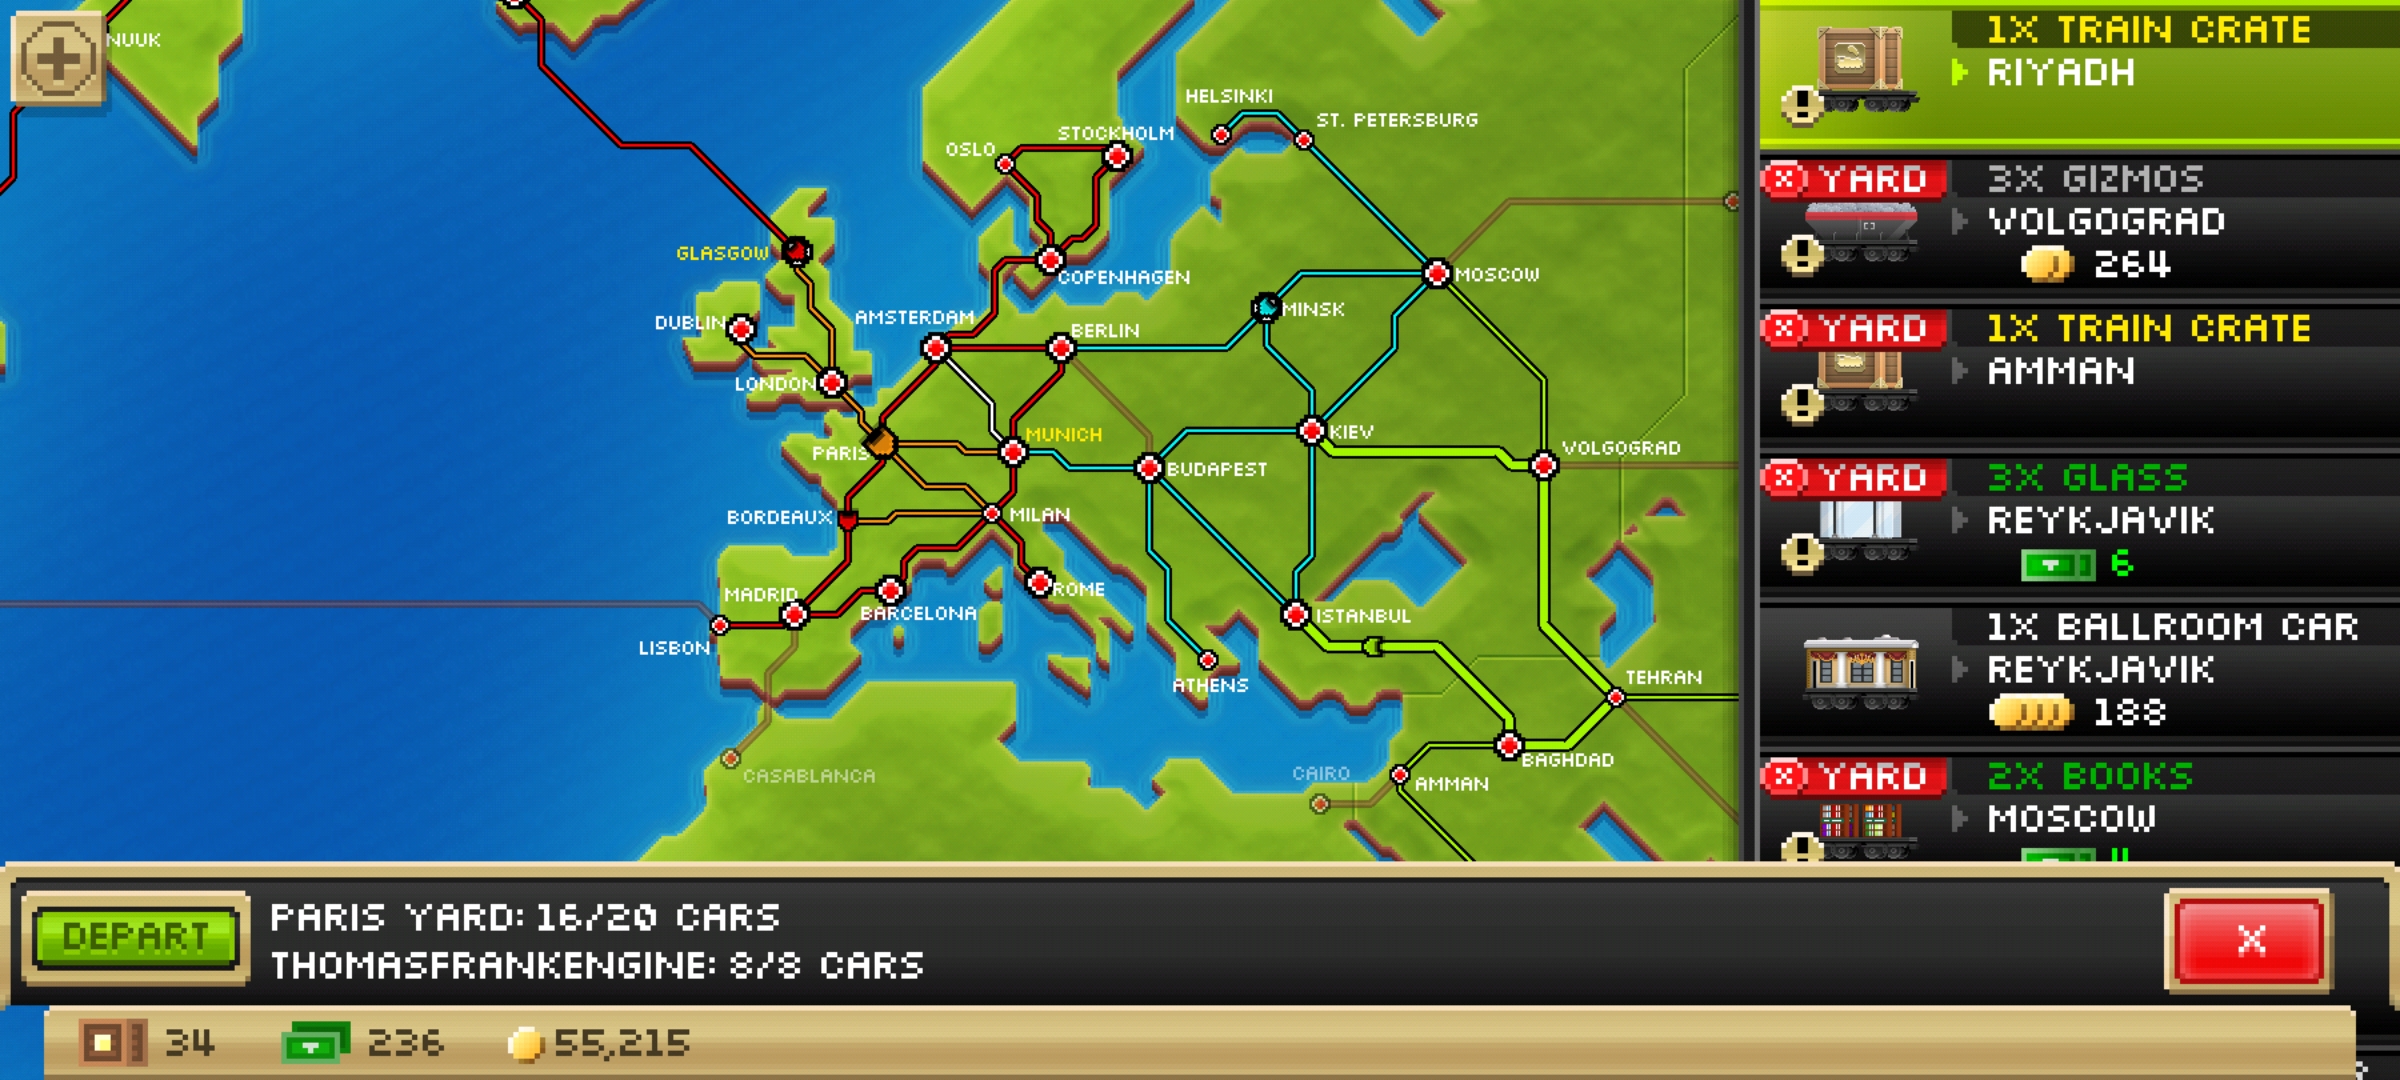 NUUK
HELSINKI
ST. PETERSBURG
STOCKHOLM
OSLO
GLASGOW
COPENHAGEN
MOSCOW
DUBLIN
AMSTERDAM
BERLIN
MINSK
LONDON
MUNICH
KIEV
PARIS
BUDAPEST
VOLGOGRAD
BORDEAUX
MILAN
MADRID
BARCELONA
ROME
ISTANBUL
LISBON
ATHENS
TEHRAN
CASABLANCA
CAIRO
AMMAN
BAGHDAD
1X TRAIN CRATE
RIYADH
YARD
3X GIZMOS
VOLGOGRAD
264
YARD
1X TRAIN CRATE
AMMAN
YARD
3X GLASS
REYKJAVIK
6
1X BALLROOM CAR
REYKJAVIK
188
YARD
2X BOOKS
MOSCOW
DEPART
PARIS YARD: 16/20 CARS
THOMASFRANKENGINE: 8/8 CARS
X
34
236
55,215